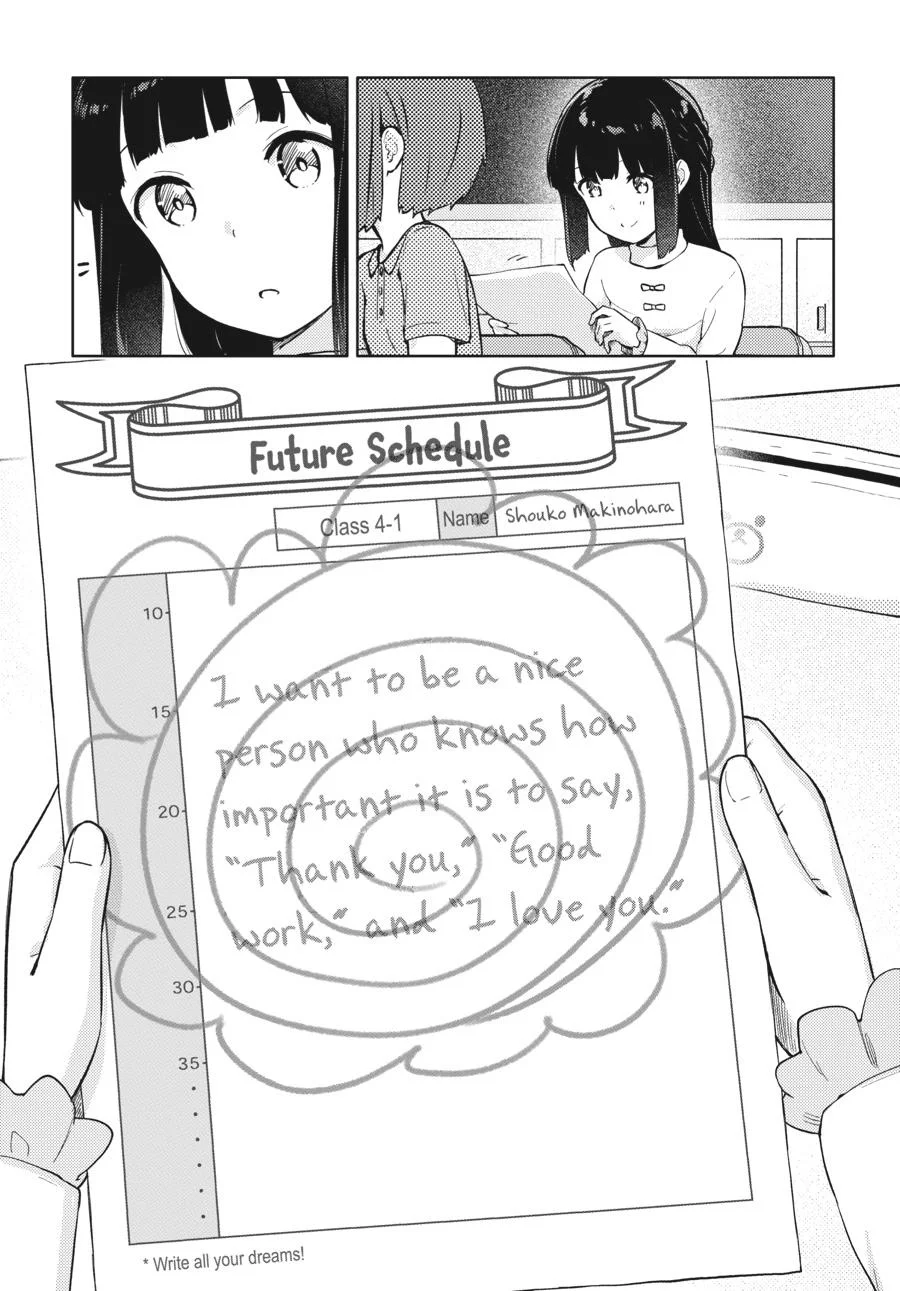 Future Schedule
Class 4-1
Name
Shouko Makinohara
10
15
20
25
30
35
I want to be a nice
person who knows how
important it is to say,
"Thank you," "Good
work," and "I love you."
* Write all your dreams!